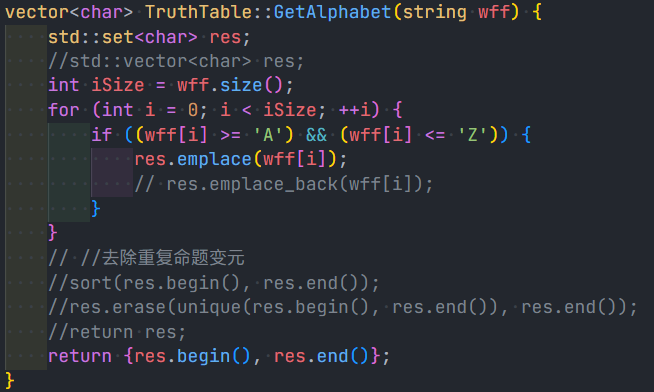 vector<char> TruthTable::GetAlphabet(string wff) {
    std::set<char> res;
    //std::vector<char> res;
    int iSize = wff.size();
    for (int i = 0; i < iSize; ++i) {
        if ((wff[i] >= 'A') && (wff[i] <= 'Z')) {
            res.emplace(wff[i]);
            // res.emplace_back(wff[i]);
        }
    }
    // //去除重复命题变元
    //sort(res.begin(), res.end());
    //res.erase(unique(res.begin(), res.end()), res.end());
    //return res;
    return {res.begin(), res.end()};
}